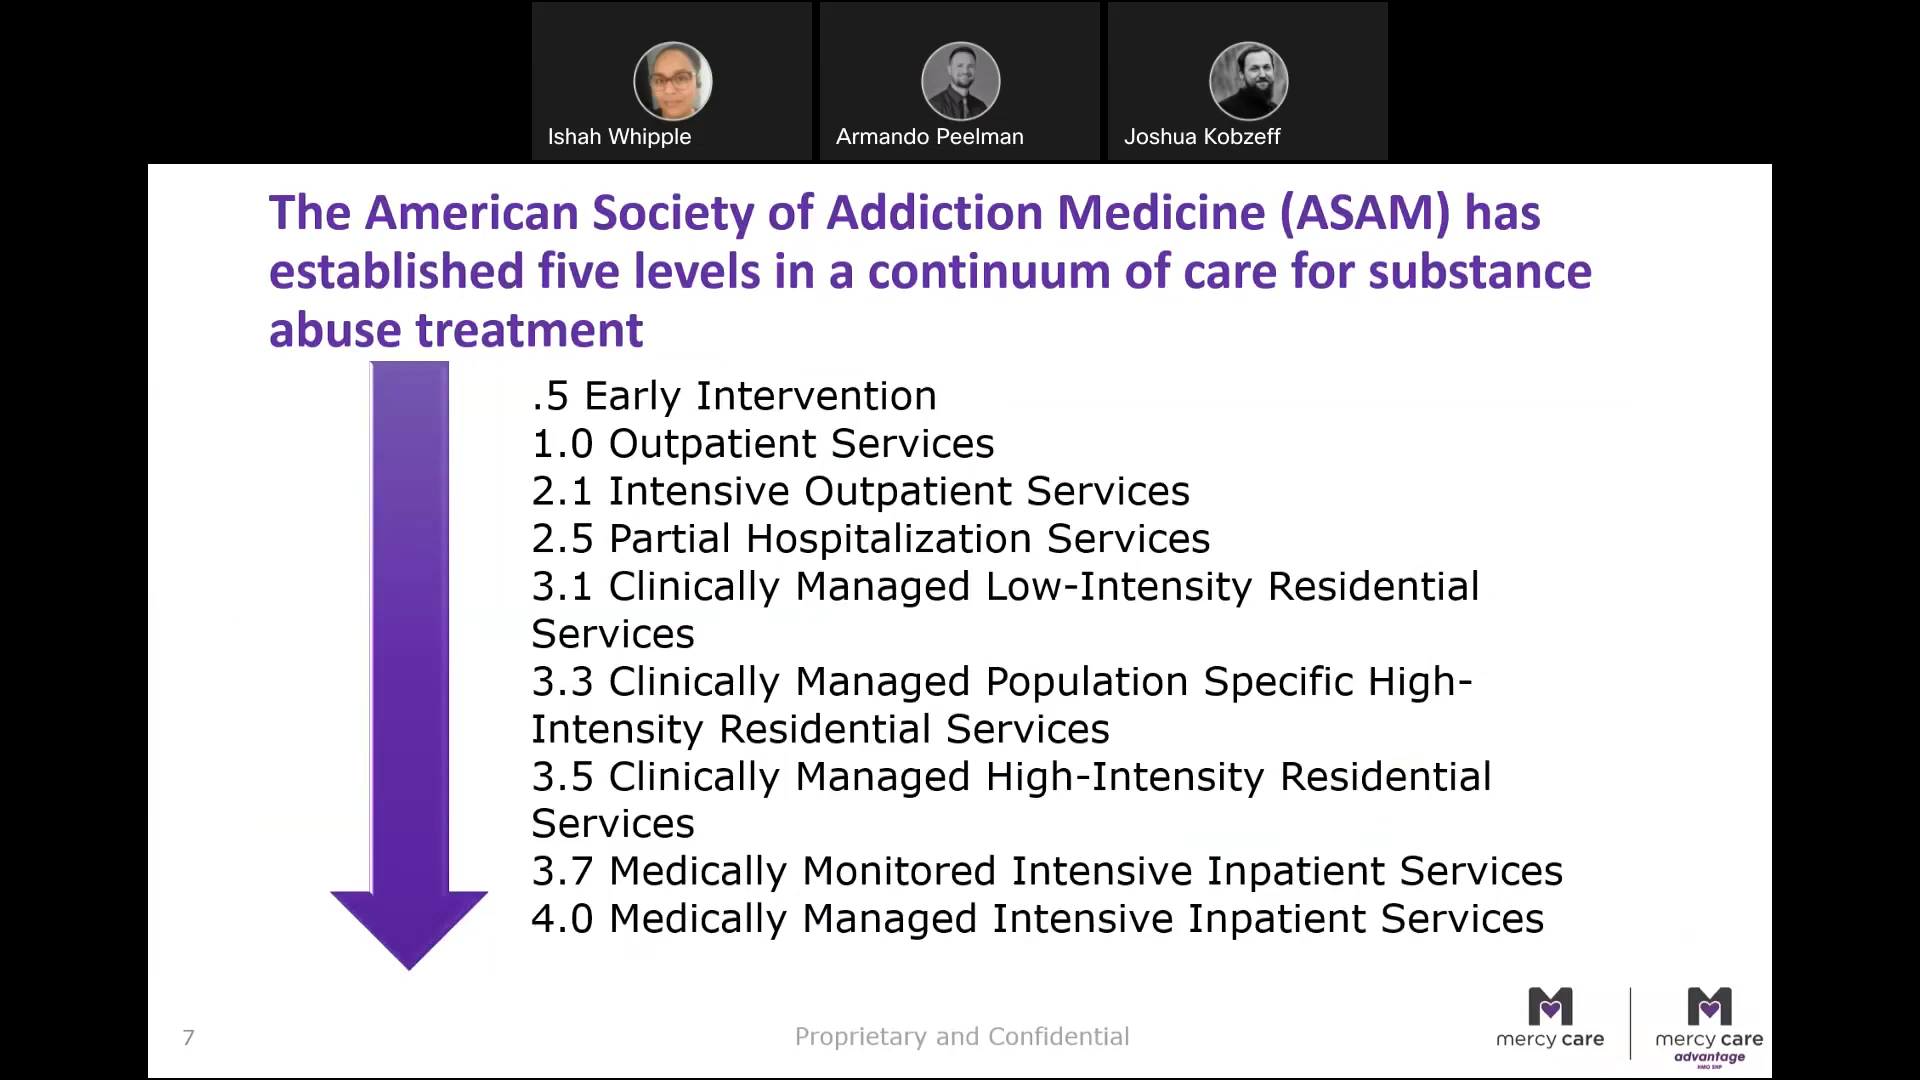 Ishah Whipple
Armando Peelman
Joshua Kobzeff
The American Society of Addiction Medicine (ASAM) has
established five levels in a continuum of care for substance
abuse treatment
.5 Early Intervention
1.0 Outpatient Services
2.1 Intensive Outpatient Services
2.5 Partial Hospitalization Services
3.1 Clinically Managed Low-Intensity Residential
Services
3.3 Clinically Managed Population Specific High-
Intensity Residential Services
3.5 Clinically Managed High-Intensity Residential
Services
3.7 Medically Monitored Intensive Inpatient Services
4.0 Medically Managed Intensive Inpatient Services
7
Proprietary and Confidential
mercy care
mercy care
advantage
HMO SNP